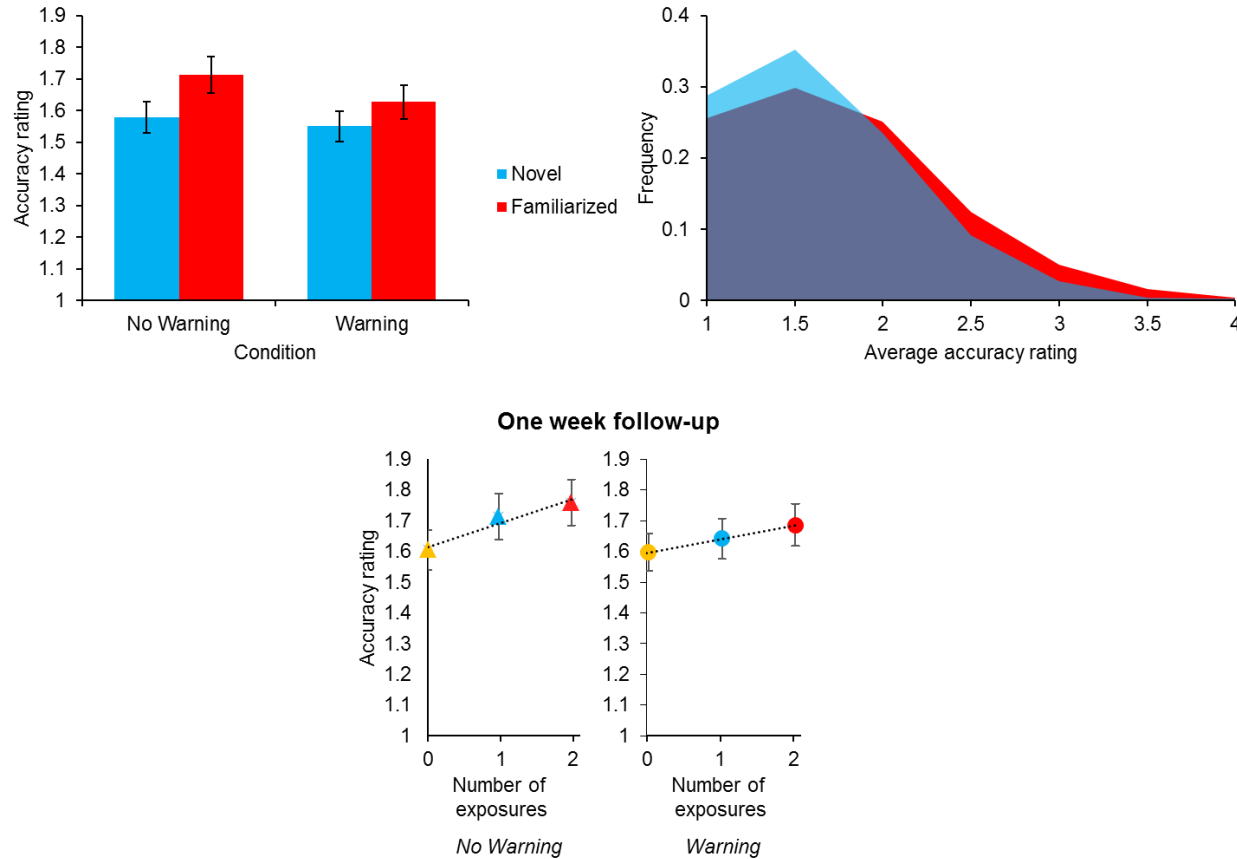 1.9
1.8
1.7
1.6
1.5
1.4
1.3
1.2
1.1
1
Accuracy rating
No Warning Warning
Condition
Novel
Familiarized
0.4
0.3
0.2
0.1
0
Frequency
1 1.5 2 2.5 3 3.5 4
Average accuracy rating
One week follow-up
1.9
1.8
1.7
1.6
1.5
1.4
1.3
1.2
1.1
1
Accuracy rating
0 1 2
Number of
exposures
No Warning
1.9
1.8
1.7
1.6
1.5
1.4
1.3
1.2
1.1
1
0 1 2
Number of
exposures
Warning